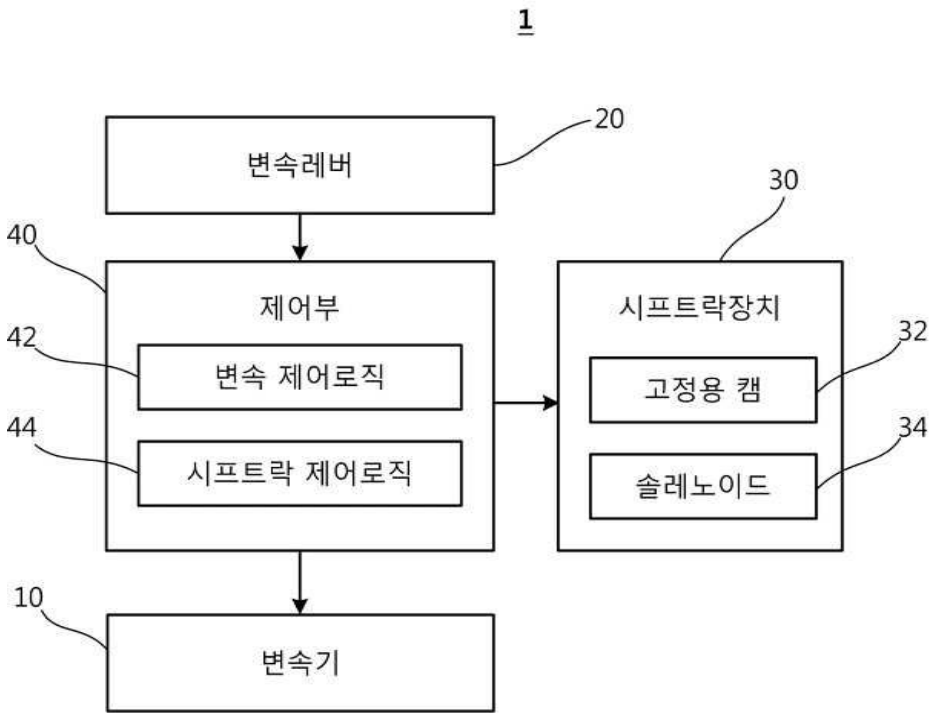 1
20
변속레버
30
40
제어부
시프트락장치
42
변속 제어로직
32
고정용 캠
44
시프트락 제어로직
34
솔레노이드
10
변속기